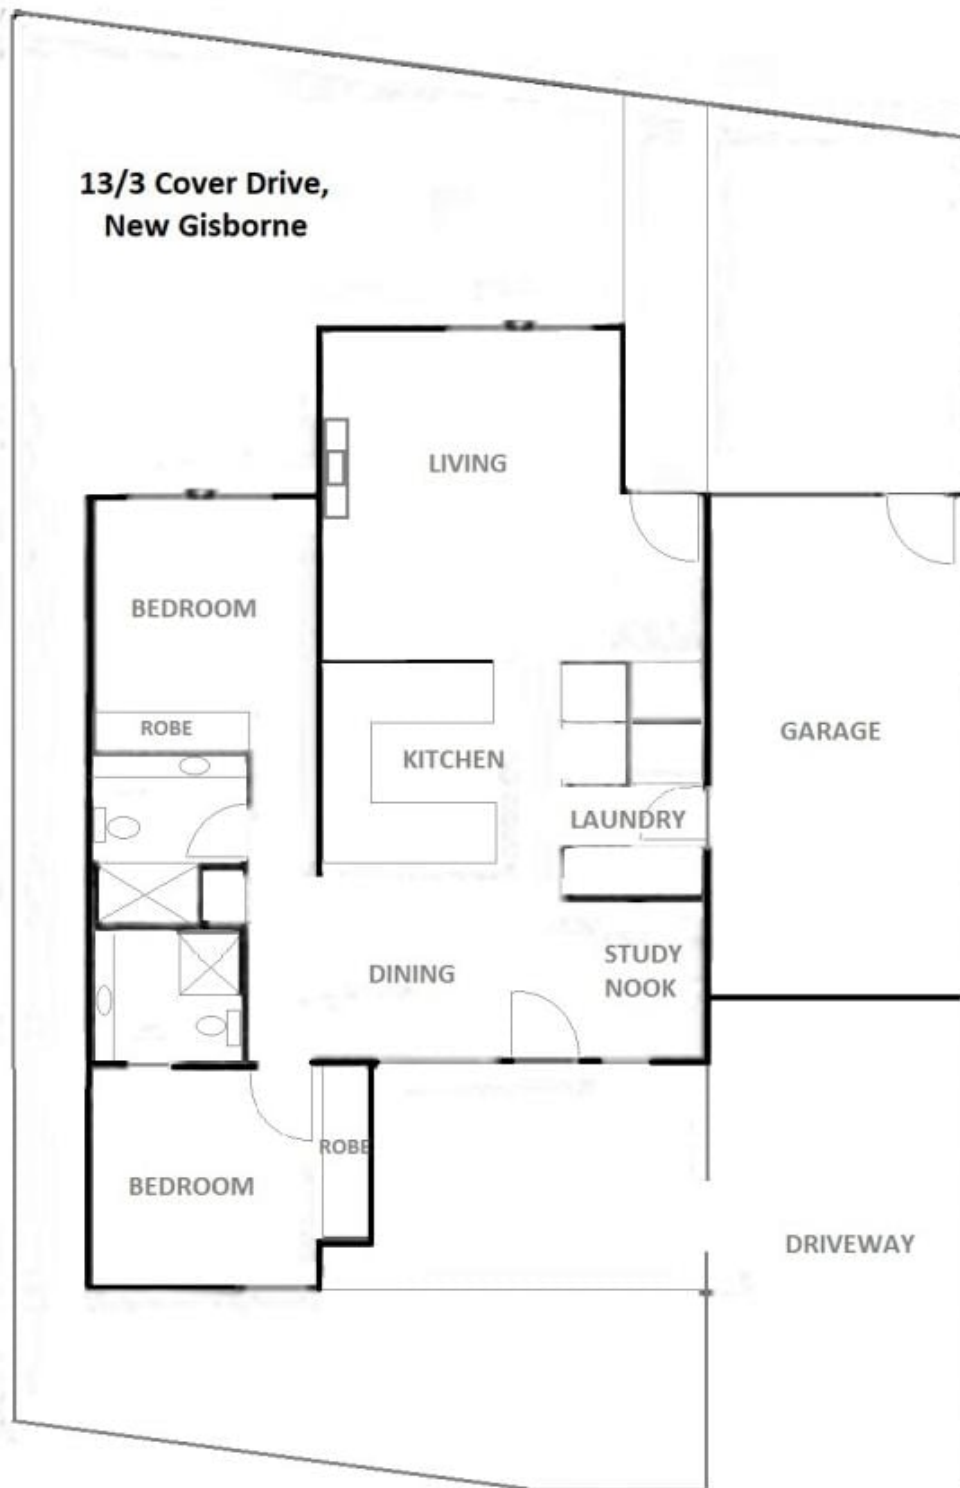 13/3 Cover Drive,
New Gisborne
LIVING
BEDROOM
ROBE
KITCHEN
GARAGE
LAUNDRY
STUDY
NOOK
DINING
ROBE
BEDROOM
DRIVEWAY